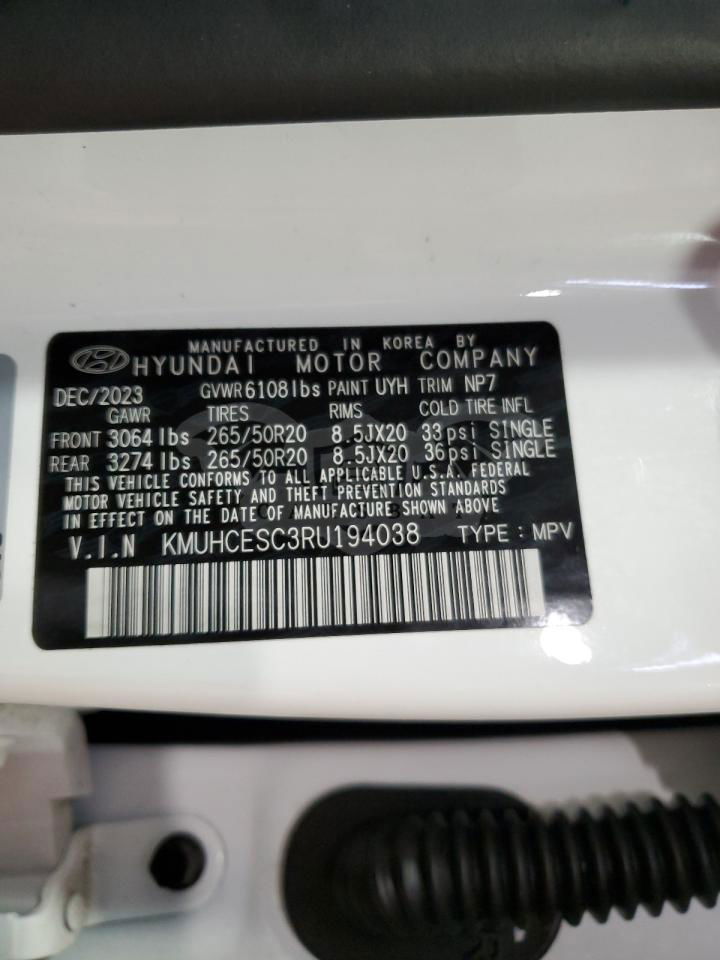 MANUFACTURED IN KOREA BY
HYUNDAI MOTOR COMPANY
DEC/2023 GVWR 6108lbs PAINT UYH TRIM NP7
GAWR TIRES RIMS COLD TIRE INFL
FRONT 3064 lbs 265/50R20 8.5JX20 33 psi SINGLE
REAR 3274 lbs 265/50R20 8.5JX20 36 psi SINGLE
THIS VEHICLE CONFORMS TO ALL APPLICABLE U.S.A. FEDERAL
MOTOR VEHICLE SAFETY AND THEFT PREVENTION STANDARDS
IN EFFECT ON THE DATE OF MANUFACTURE SHOWN ABOVE
V.I.N KMUHCESC3RU194038 TYPE : MPV